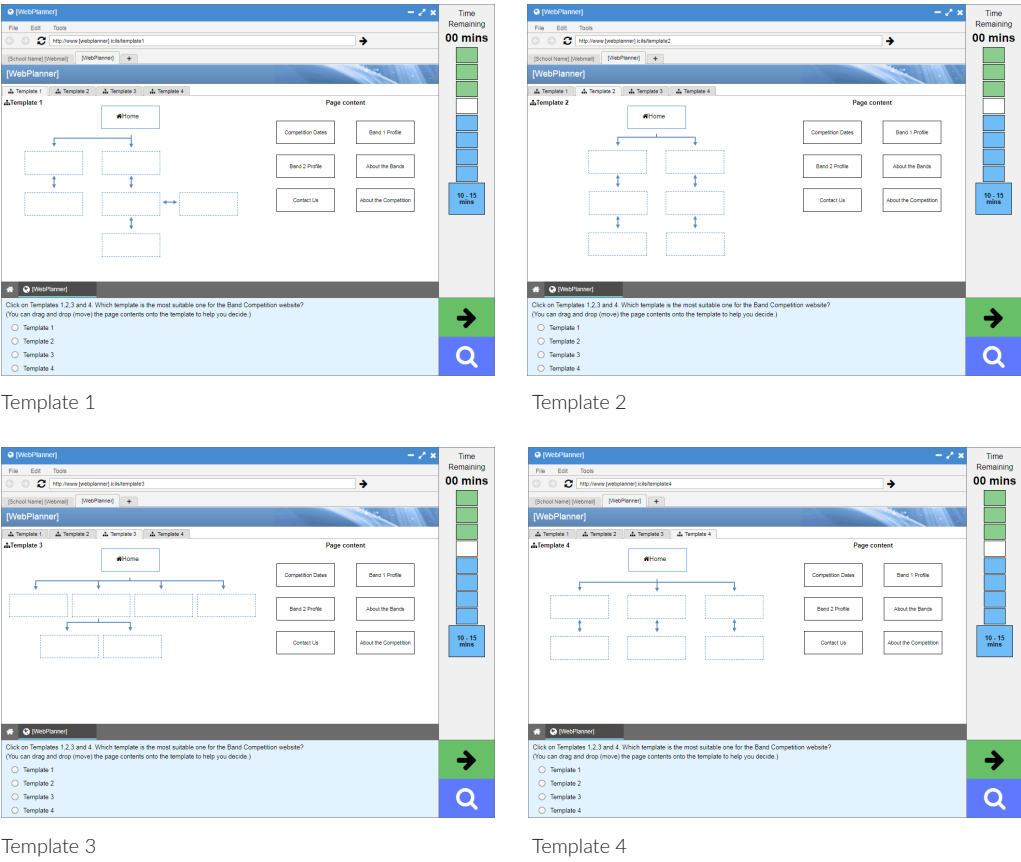 [WebPlanner]
File Edit Tools
http://www.[webplanner].icils/template1
[School Name] [Webmail] [WebPlanner] +
[WebPlanner]
Template 1 Template 2 Template 3 Template 4
Template 1
Page content
Home
Competition Dates Band 1 Profile
Band 2 Profile About the Bands
Contact Us About the Competition
[WebPlanner]
Click on Templates 1,2,3 and 4. Which template is the most suitable one for the Band Competition website?
(You can drag and drop (move) the page contents onto the template to help you decide.)
Template 1
Template 2
Template 3
Template 4
Time
Remaining
00 mins
10 - 15
mins
Template 1
[WebPlanner]
File Edit Tools
http://www.[webplanner].icils/template2
[School Name] [Webmail] [WebPlanner] +
[WebPlanner]
Template 1 Template 2 Template 3 Template 4
Template 2
Page content
Home
Competition Dates Band 1 Profile
Band 2 Profile About the Bands
Contact Us About the Competition
[WebPlanner]
Click on Templates 1,2,3 and 4. Which template is the most suitable one for the Band Competition website?
(You can drag and drop (move) the page contents onto the template to help you decide.)
Template 1
Template 2
Template 3
Template 4
Time
Remaining
00 mins
10 - 15
mins
Template 2
[WebPlanner]
File Edit Tools
http://www.[webplanner].icils/template3
[School Name] [Webmail] [WebPlanner] +
[WebPlanner]
Template 1 Template 2 Template 3 Template 4
Template 3
Page content
Home
Competition Dates Band 1 Profile
Band 2 Profile About the Bands
Contact Us About the Competition
[WebPlanner]
Click on Templates 1,2,3 and 4. Which template is the most suitable one for the Band Competition website?
(You can drag and drop (move) the page contents onto the template to help you decide.)
Template 1
Template 2
Template 3
Template 4
Time
Remaining
00 mins
10 - 15
mins
Template 3
[WebPlanner]
File Edit Tools
http://www.[webplanner].icils/template4
[School Name] [Webmail] [WebPlanner] +
[WebPlanner]
Template 1 Template 2 Template 3 Template 4
Template 4
Page content
Home
Competition Dates Band 1 Profile
Band 2 Profile About the Bands
Contact Us About the Competition
[WebPlanner]
Click on Templates 1,2,3 and 4. Which template is the most suitable one for the Band Competition website?
(You can drag and drop (move) the page contents onto the template to help you decide.)
Template 1
Template 2
Template 3
Template 4
Time
Remaining
00 mins
10 - 15
mins
Template 4